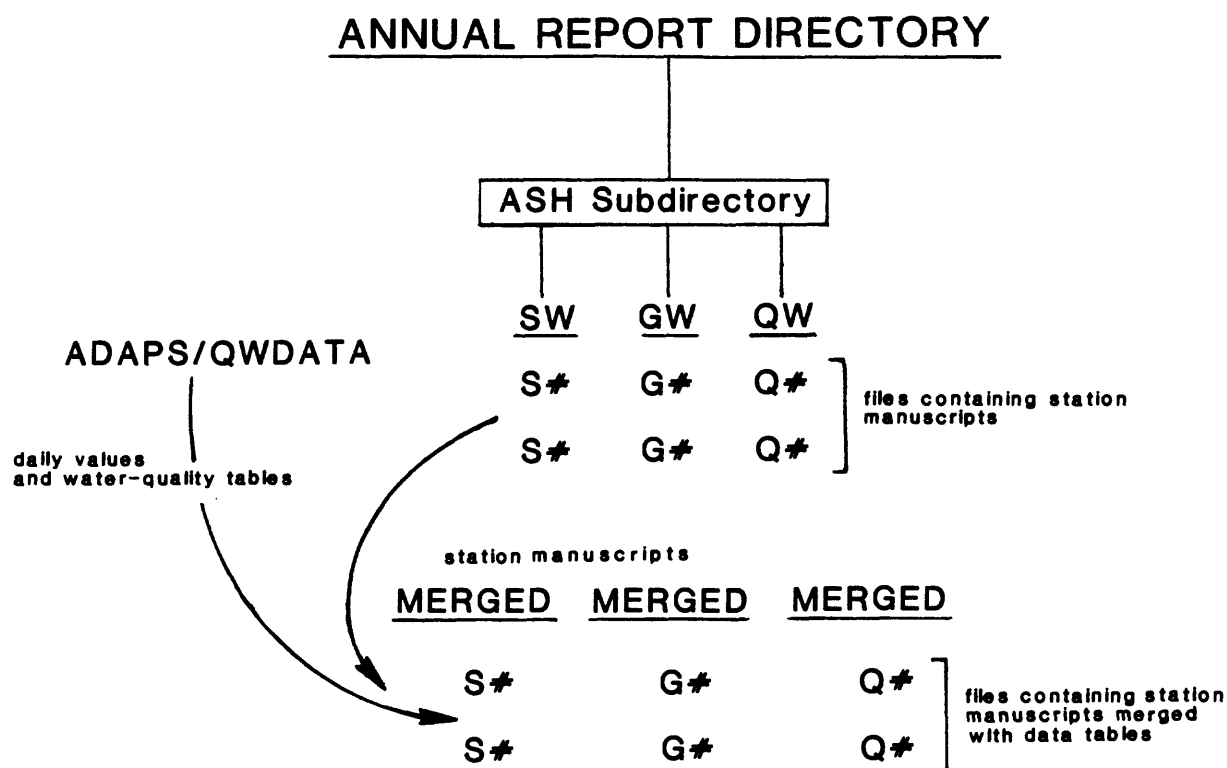 ANNUAL REPORT DIRECTORY
ASH Subdirectory
SW GW QW
ADAPS/QWDATA
S# G# Q#
files containing station
manuscripts
S# G# Q#
daily values
and water-quality tables
station manuscripts
MERGED MERGED MERGED
S# G# Q#
files containing station
manuscripts merged
with data tables
S# G# Q#